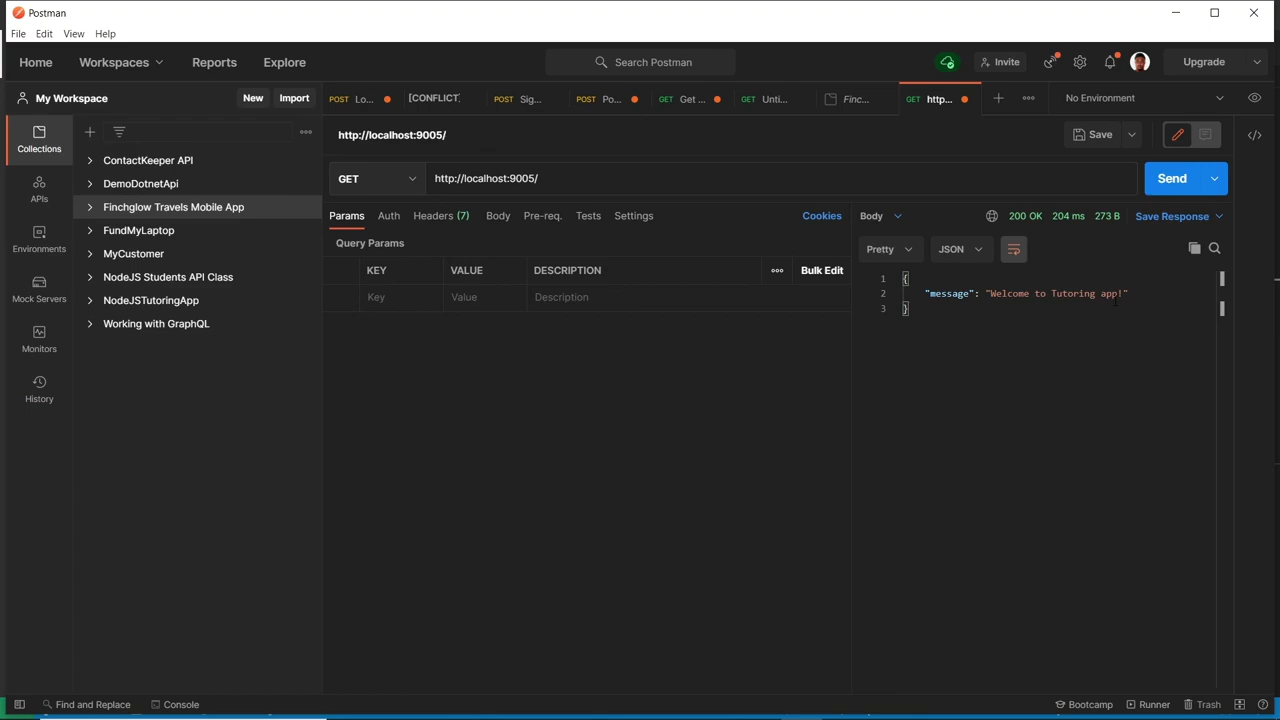 Postman
File Edit View Help
Home Workspaces Reports Explore Search Postman Invite Upgrade
My Workspace New Import POST Lo... [CONFLICT] POST Sig... POST Po... GET Get ... GET Unti... Finc... GET http... No Environment
Collections
APIs
Environments
Mock Servers
Monitors
History
ContactKeeper API
DemoDotnetApi
Finchglow Travels Mobile App
FundMyLaptop
MyCustomer
NodeJS Students API Class
NodeJSTutoringApp
Working with GraphQL
http://localhost:9005/ Save
GET http://localhost:9005/ Send
Params Auth Headers (7) Body Pre-req. Tests Settings Cookies
Query Params
KEY VALUE DESCRIPTION Bulk Edit
Key Value Description
Body 200 OK 204 ms 273 B Save Response
Pretty JSON
1 {
2 "message": "Welcome to Tutoring app!"
3 }
Find and Replace Console Bootcamp Runner Trash